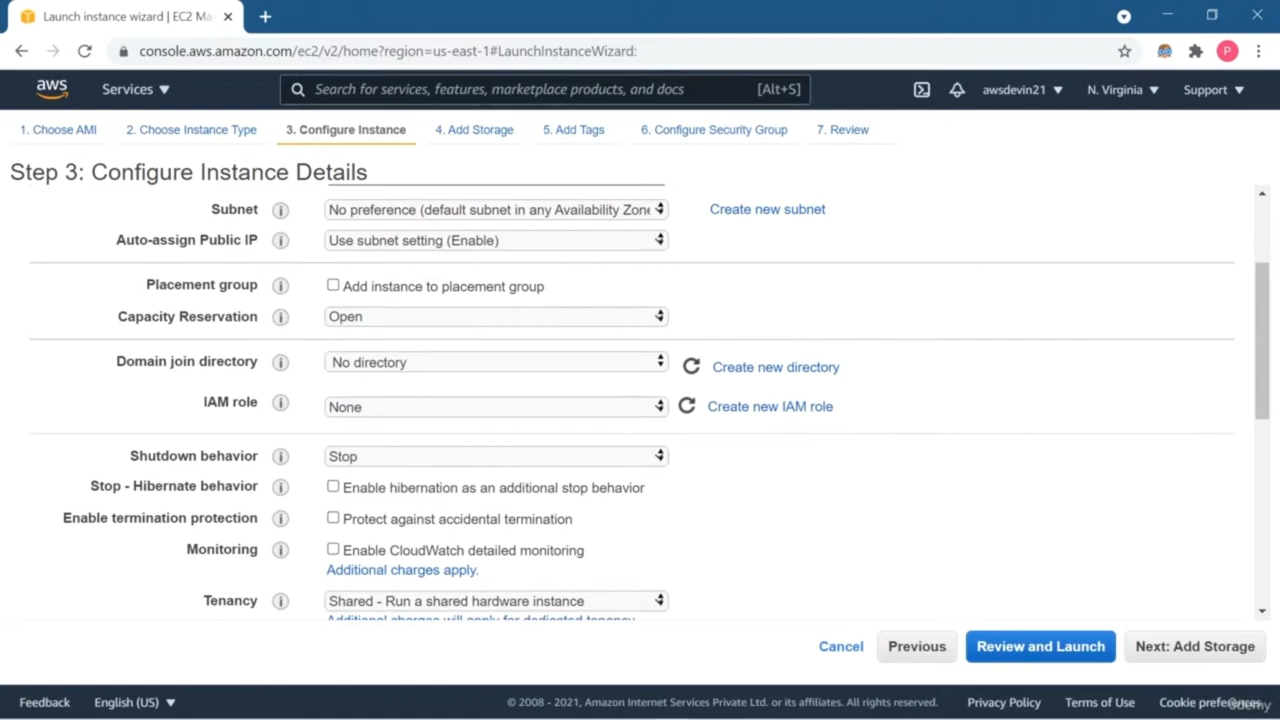 Launch instance wizard | EC2 Ma
console.aws.amazon.com/ec2/v2/home?region=us-east-1#LaunchInstanceWizard:
P
aws
Services
Search for services, features, marketplace products, and docs
[Alt+S]
awsdevin21
N. Virginia
Support
1. Choose AMI
2. Choose Instance Type
3. Configure Instance
4. Add Storage
5. Add Tags
6. Configure Security Group
7. Review
Step 3: Configure Instance Details
Subnet
No preference (default subnet in any Availability Zone
Create new subnet
Auto-assign Public IP
Use subnet setting (Enable)
Placement group
Add instance to placement group
Capacity Reservation
Open
Domain join directory
No directory
Create new directory
IAM role
None
Create new IAM role
Shutdown behavior
Stop
Stop - Hibernate behavior
Enable hibernation as an additional stop behavior
Enable termination protection
Protect against accidental termination
Monitoring
Enable CloudWatch detailed monitoring
Additional charges apply.
Tenancy
Shared - Run a shared hardware instance
Additional charges will apply for dedicated tenancy
Cancel
Previous
Review and Launch
Next: Add Storage
Feedback
English (US)
© 2008 - 2021, Amazon Internet Services Private Ltd. or its affiliates. All rights reserved.
Privacy Policy
Terms of Use
Cookie preferences
Udemy